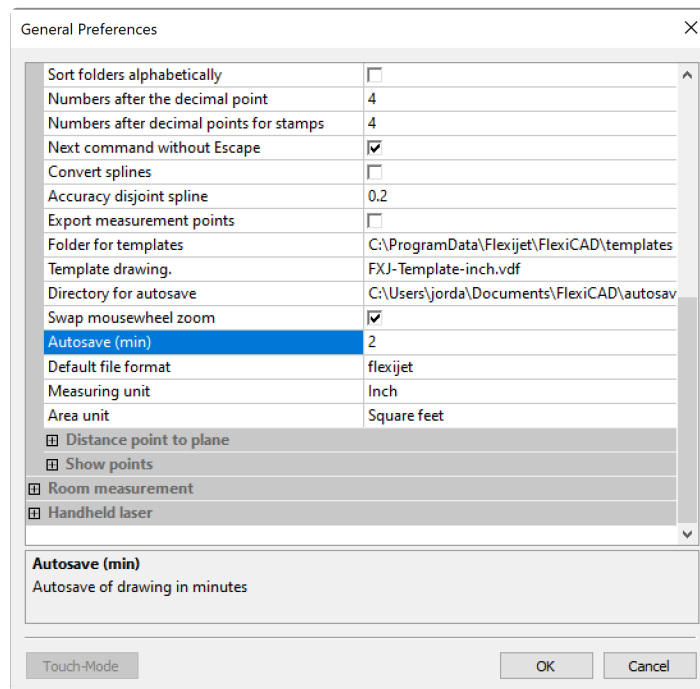 General Preferences
Sort folders alphabetically
Numbers after the decimal point 4
Numbers after decimal points for stamps 4
Next command without Escape
Convert splines
Accuracy disjoint spline 0.2
Export measurement points
Folder for templates C:\ProgramData\Flexijet\FlexiCAD\templates
Template drawing. FXJ-Template-inch.vdf
Directory for autosave C:\Users\jorda\Documents\FlexiCAD\autosav
Swap mousewheel zoom
Autosave (min) 2
Default file format flexijet
Measuring unit Inch
Area unit Square feet
Distance point to plane
Show points
Room measurement
Handheld laser
Autosave (min)
Autosave of drawing in minutes
Touch-Mode OK Cancel